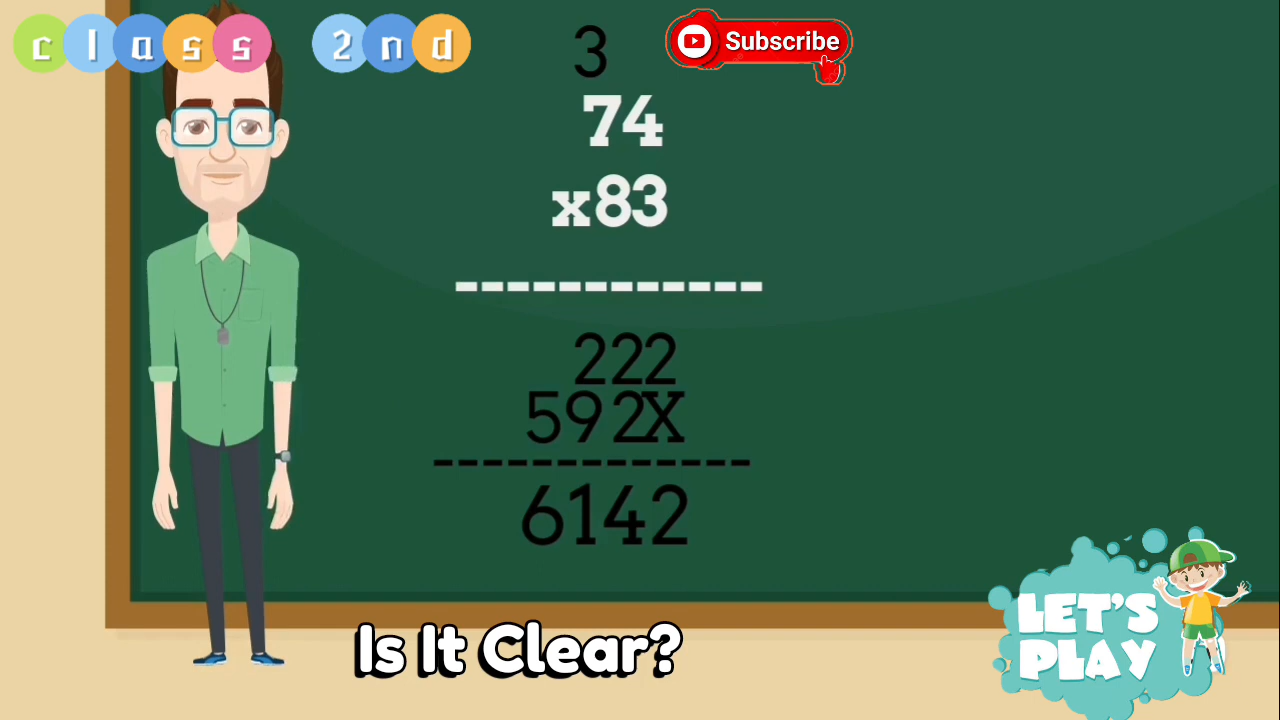 class 2nd
Subscribe
3
74
x83
------------
222
592X
-------------
6142
Is It Clear?
LET'S
PLAY